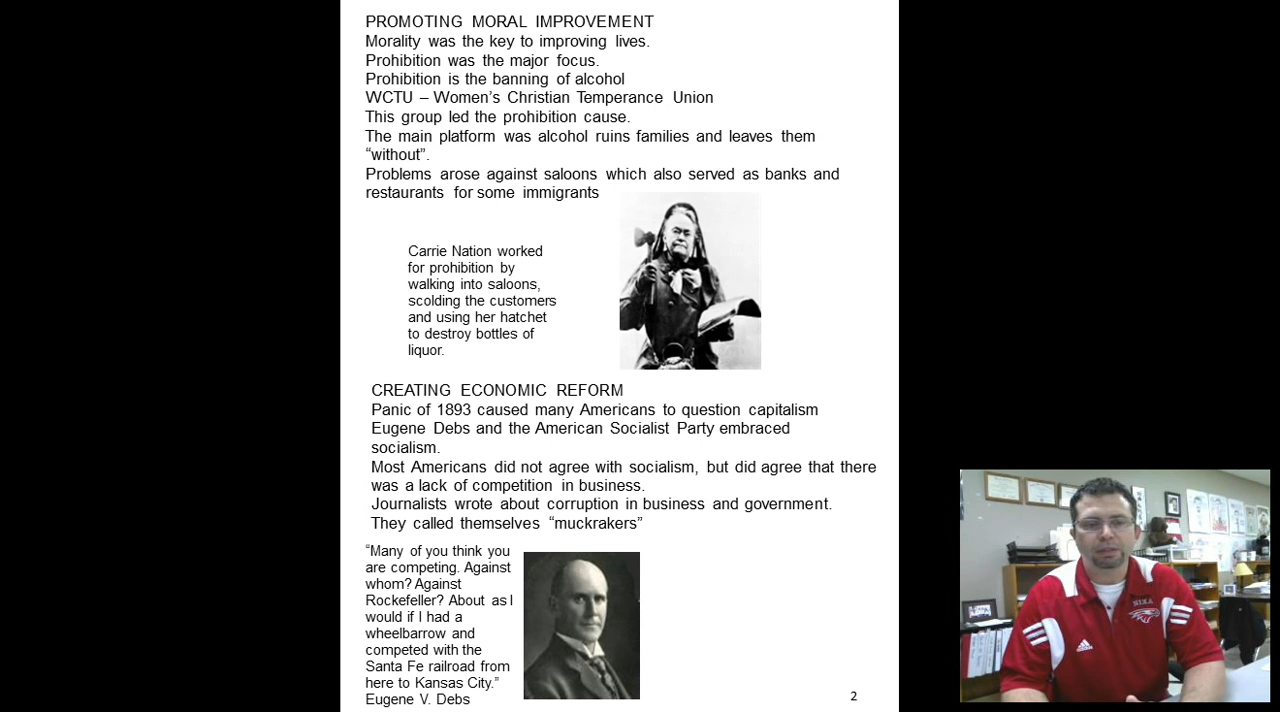 PROMOTING MORAL IMPROVEMENT
Morality was the key to improving lives.
Prohibition was the major focus.
Prohibition is the banning of alcohol
WCTU – Women’s Christian Temperance Union
This group led the prohibition cause.
The main platform was alcohol ruins families and leaves them
“without”.
Problems arose against saloons which also served as banks and
restaurants for some immigrants
Carrie Nation worked
for prohibition by
walking into saloons,
scolding the customers
and using her hatchet
to destroy bottles of
liquor.
CREATING ECONOMIC REFORM
Panic of 1893 caused many Americans to question capitalism
Eugene Debs and the American Socialist Party embraced
socialism.
Most Americans did not agree with socialism, but did agree that there
was a lack of competition in business.
Journalists wrote about corruption in business and government.
They called themselves “muckrakers”
“Many of you think you
are competing. Against
whom? Against
Rockefeller? About as I
would if I had a
wheelbarrow and
competed with the
Santa Fe railroad from
here to Kansas City.”
Eugene V. Debs
2
NIXA
adidas